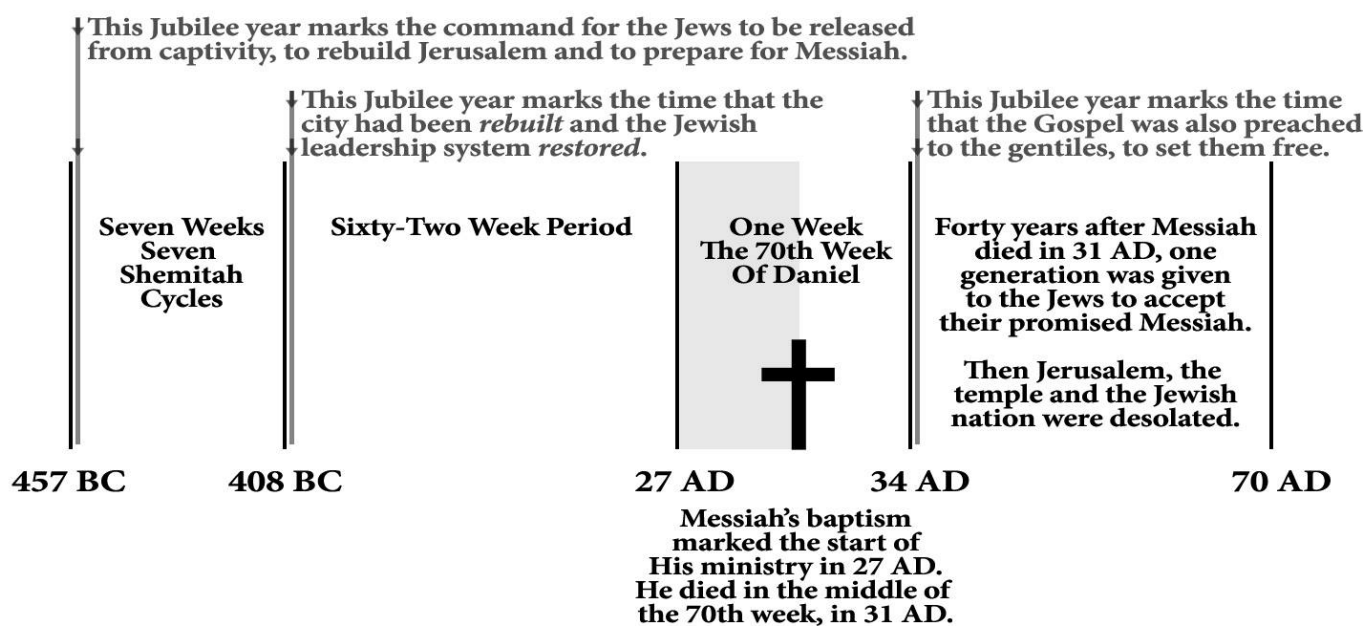 This Jubilee year marks the command for the Jews to be released
from captivity, to rebuild Jerusalem and to prepare for Messiah.
This Jubilee year marks the time that the
city had been rebuilt and the Jewish
leadership system restored.
This Jubilee year marks the time
that the Gospel was also preached
to the gentiles, to set them free.
Seven Weeks
Seven
Shemitah
Cycles
Sixty-Two Week Period
One Week
The 70th Week
Of Daniel
Forty years after Messiah
died in 31 AD, one
generation was given
to the Jews to accept
their promised Messiah.
Then Jerusalem, the
temple and the Jewish
nation were desolated.
457 BC
408 BC
27 AD
34 AD
70 AD
Messiah's baptism
marked the start of
His ministry in 27 AD.
He died in the middle of
the 70th week, in 31 AD.